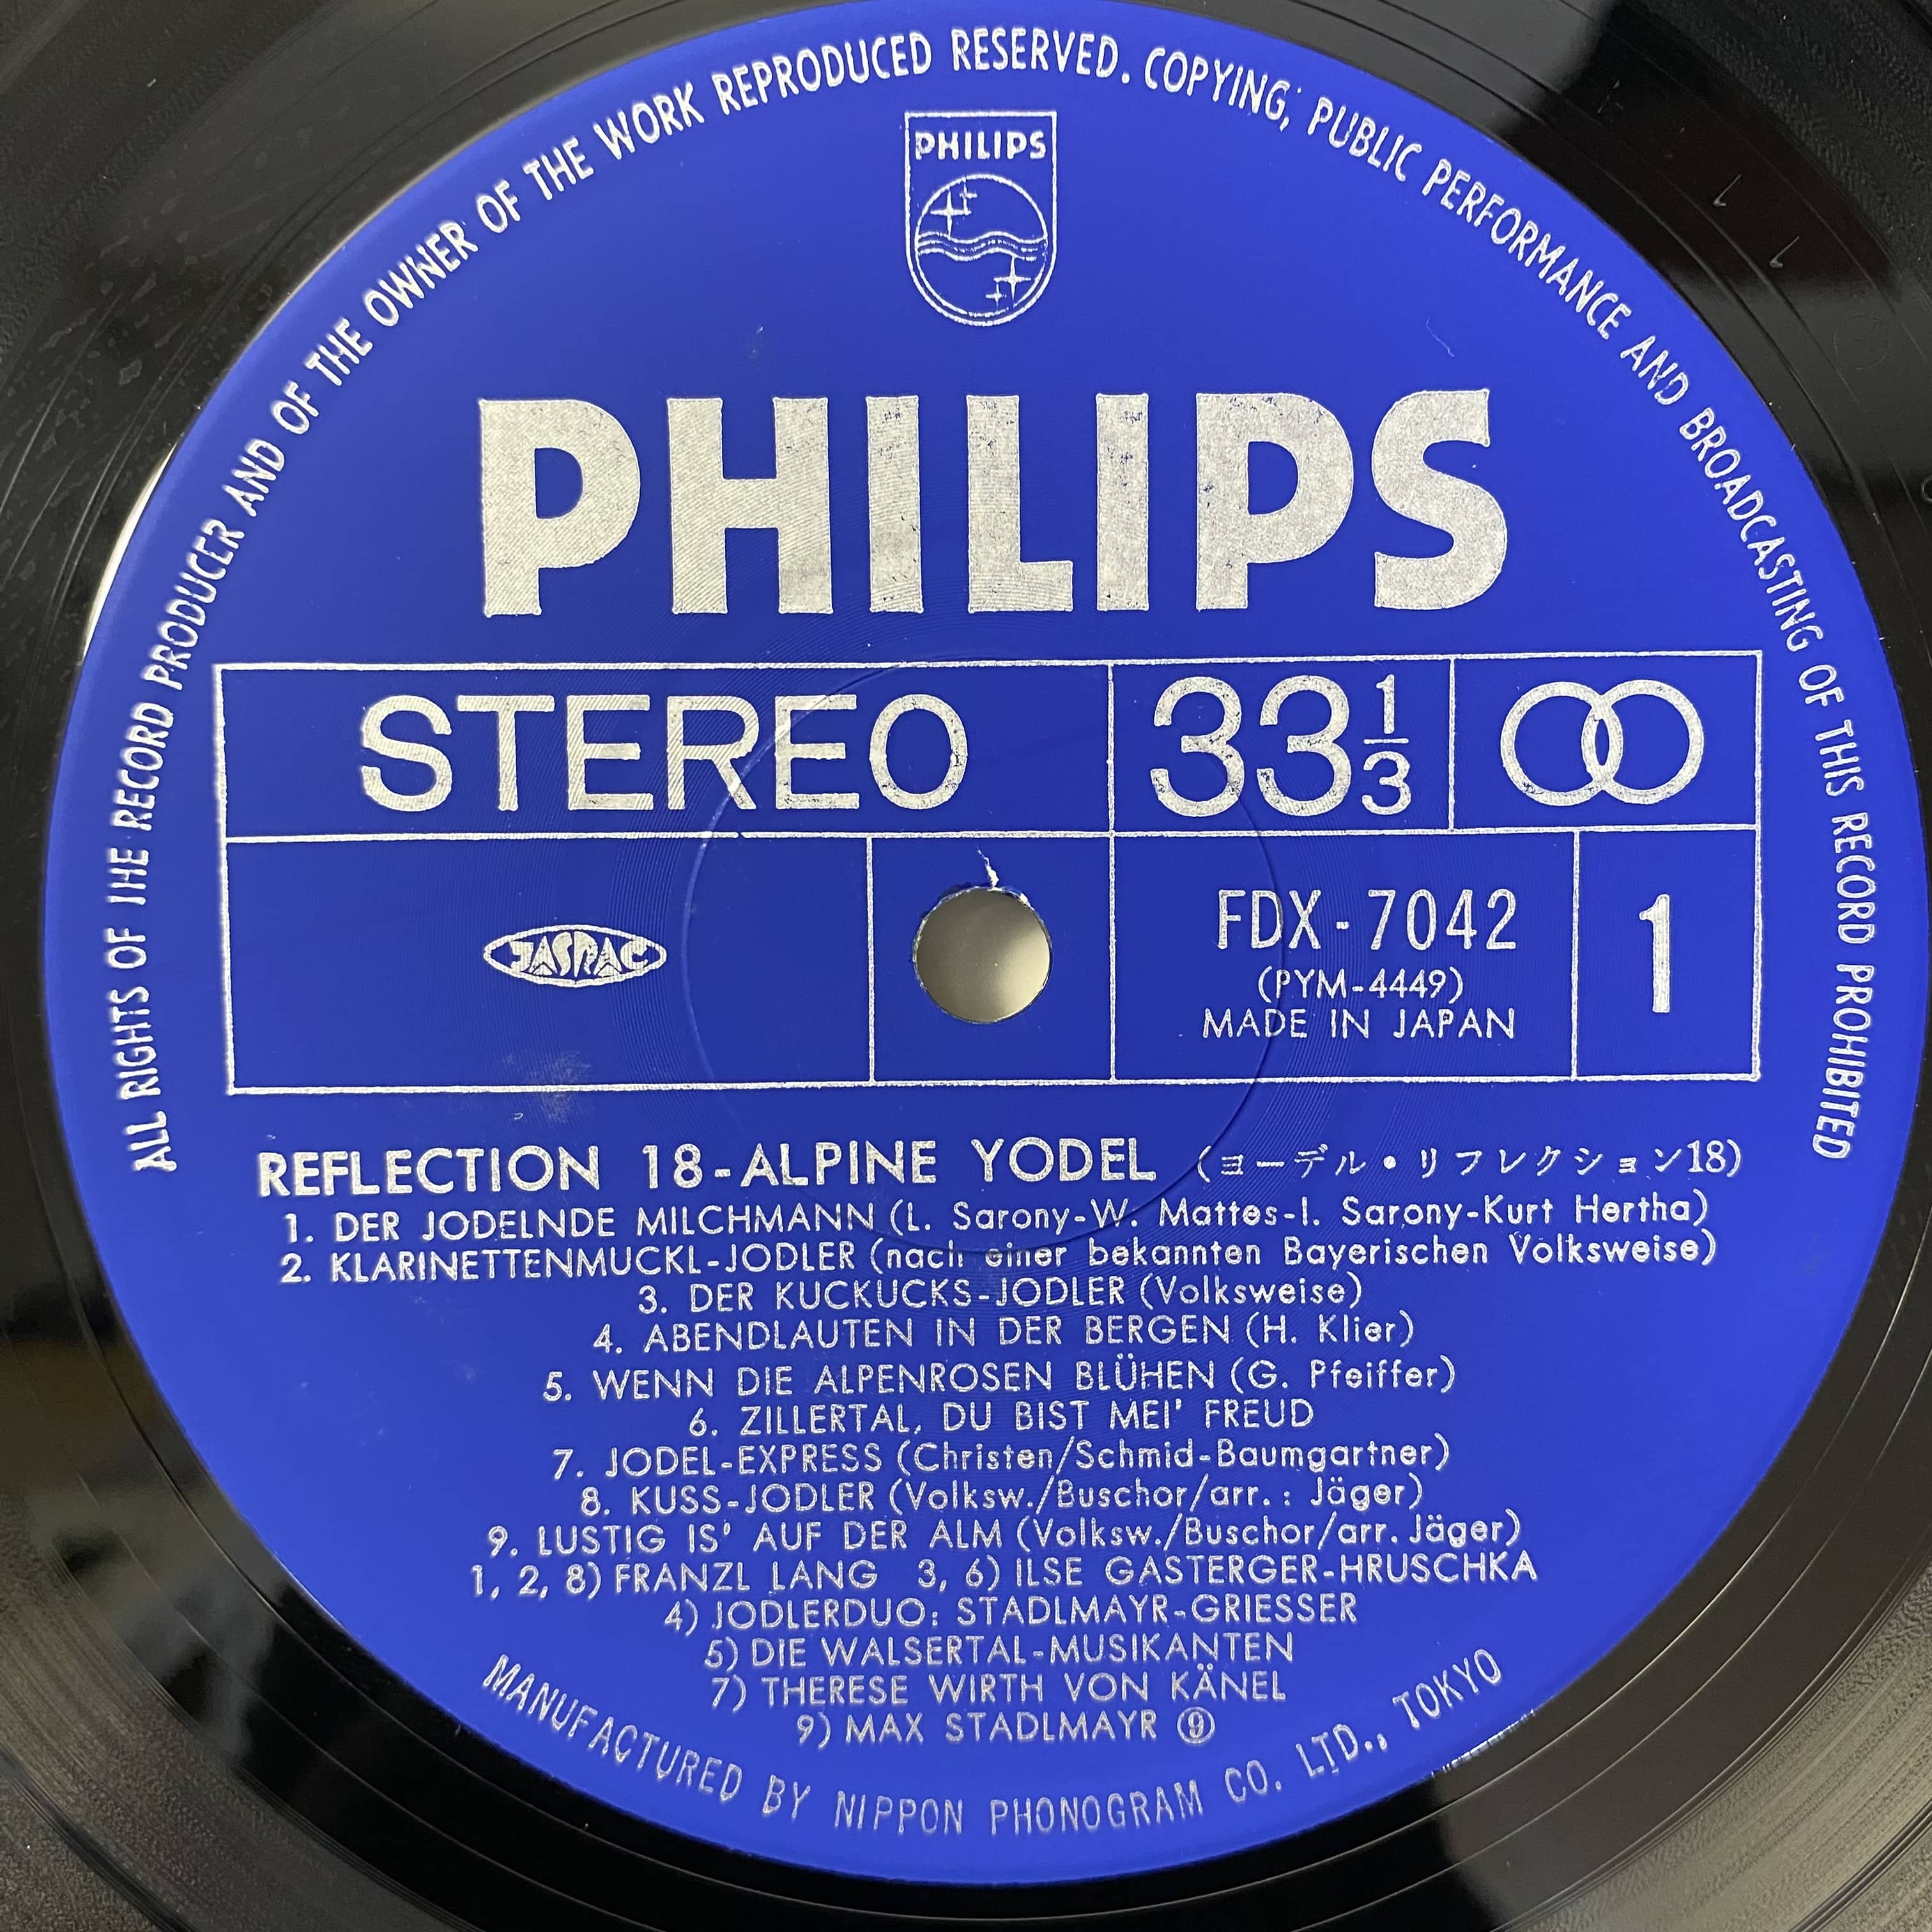 ALL RIGHTS OF THE RECORD PRODUCER AND OF THE OWNER OF THE WORK REPRODUCED RESERVED. COPYING, PUBLIC PERFORMANCE AND BROADCASTING OF THIS RECORD PROHIBITED
PHILIPS
PHILIPS
STEREO 33 1/3
JASRAC
FDX-7042
(PYM-4449)
MADE IN JAPAN
1
REFLECTION 18-ALPINE YODEL (ヨーデル・リフレクション18)
1. DER JODELNDE MILCHMANN (L. Sarony-W. Mattes-I. Sarony-Kurt Hertha)
2. KLARINETTENMUCKL-JODLER (nach einer bekannten Bayerischen Volksweise)
3. DER KUCKUCKS-JODLER (Volksweise)
4. ABENDLAUTEN IN DER BERGEN (H. Klier)
5. WENN DIE ALPENROSEN BLÜHEN (G. Pfeiffer)
6. ZILLERTAL, DU BIST MEI' FREUD
7. JODEL-EXPRESS (Christen/Schmid-Baumgartner)
8. KUSS-JODLER (Volksw./Buschor/arr.: Jäger)
9. LUSTIG IS' AUF DER ALM (Volksw./Buschor/arr. Jäger)
1, 2, 8) FRANZL LANG 3, 6) ILSE GASTERGER-HRUSCHKA
4) JODLERDUO: STADLMAYR-GRIESSER
5) DIE WALSERTAL-MUSIKANTEN
7) THERESE WIRTH VON KÄNEL
9) MAX STADLMAYR ⑨
MANUFACTURED BY NIPPON PHONOGRAM CO. LTD., TOKYO